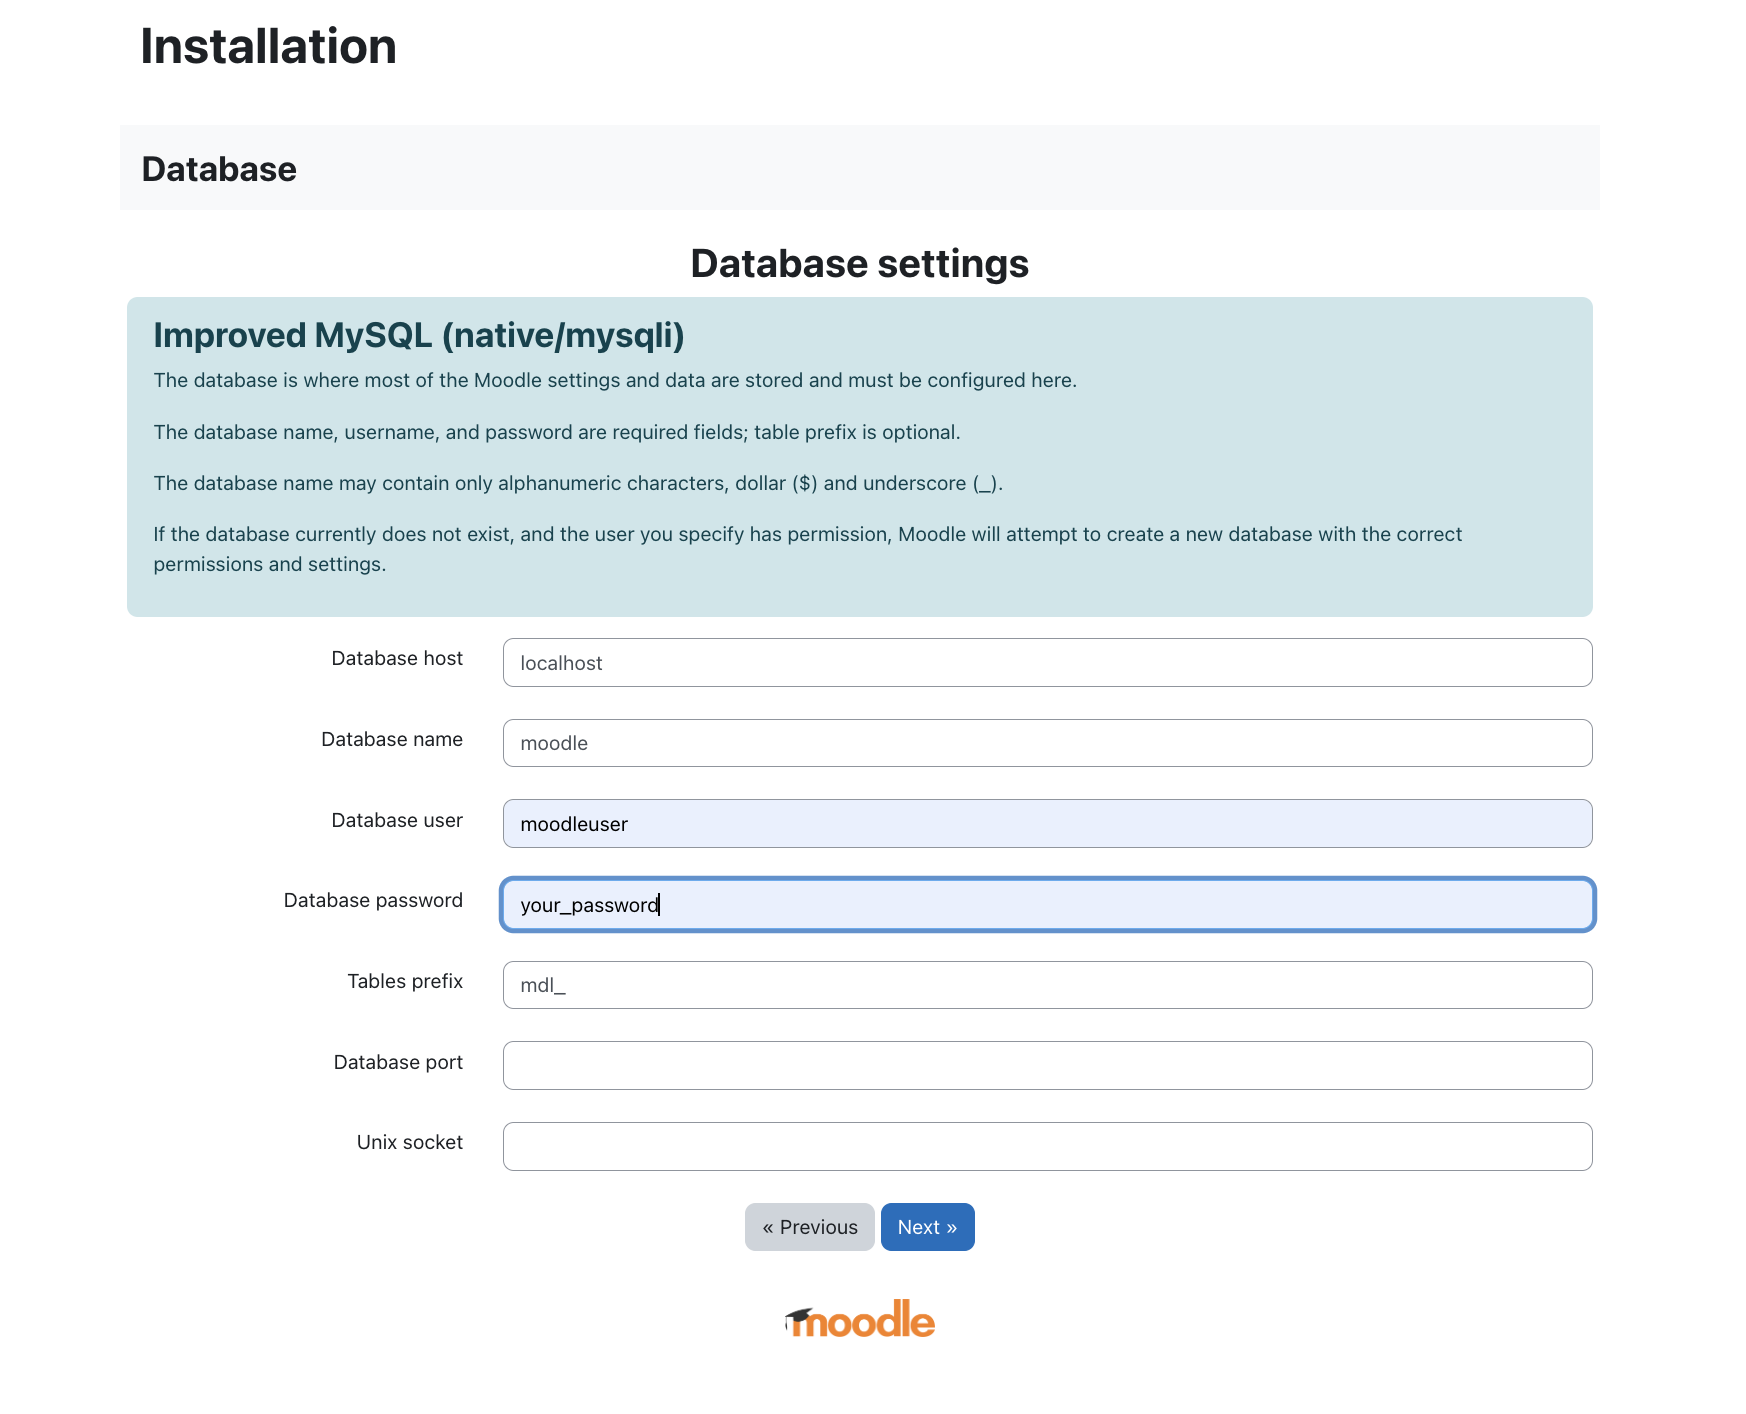 Installation
Database
Database settings
Improved MySQL (native/mysqli)
The database is where most of the Moodle settings and data are stored and must be configured here.
The database name, username, and password are required fields; table prefix is optional.
The database name may contain only alphanumeric characters, dollar ($) and underscore (_).
If the database currently does not exist, and the user you specify has permission, Moodle will attempt to create a new database with the correct
permissions and settings.
Database host localhost
Database name moodle
Database user moodleuser
Database password your_password
Tables prefix mdl_
Database port
Unix socket
« Previous Next »
moodle